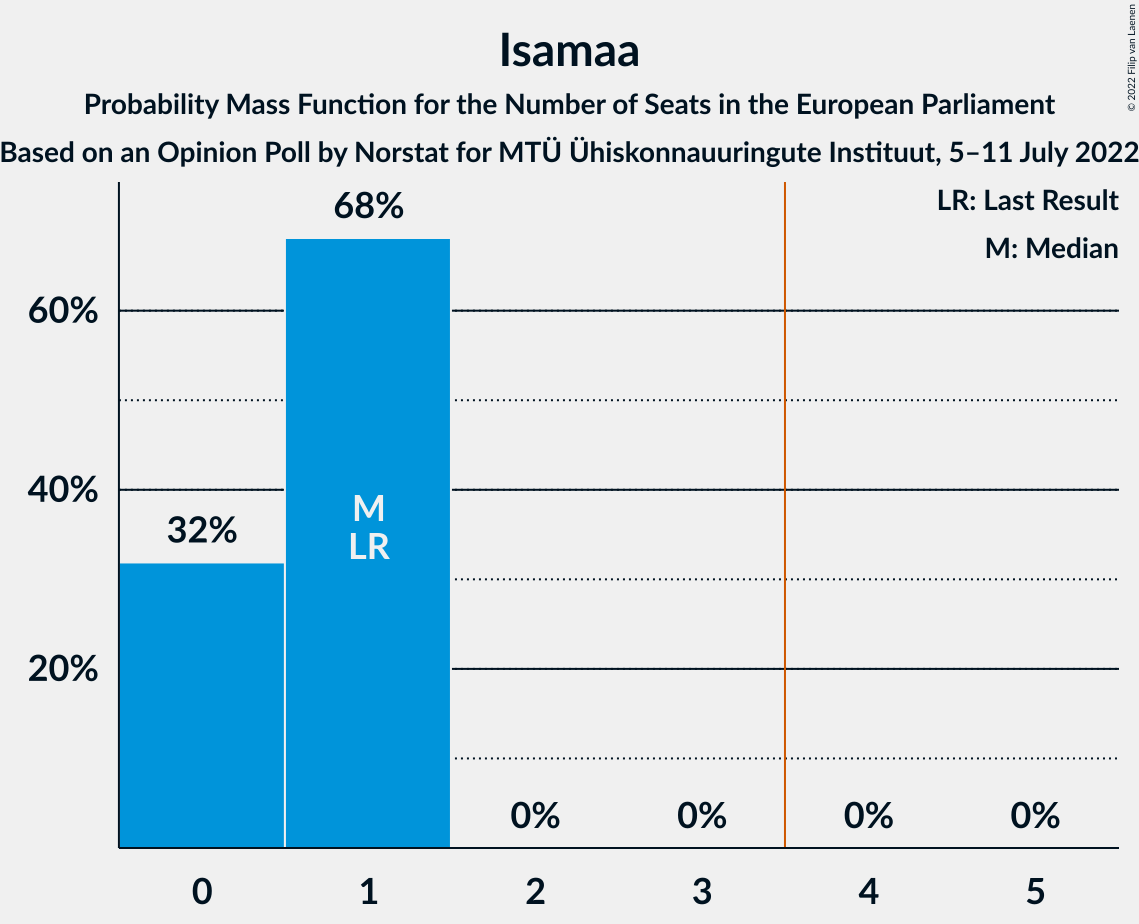 Isamaa
Probability Mass Function for the Number of Seats in the European Parliament
Based on an Opinion Poll by Norstat for MTÜ Ühiskonnauuringute Instituut, 5–11 July 2022
© 2022 Filip van Laenen
LR: Last Result
M: Median
68%
60%
40%
M
LR
32%
20%
0%
0%
0%
0%
0
1
2
3
4
5